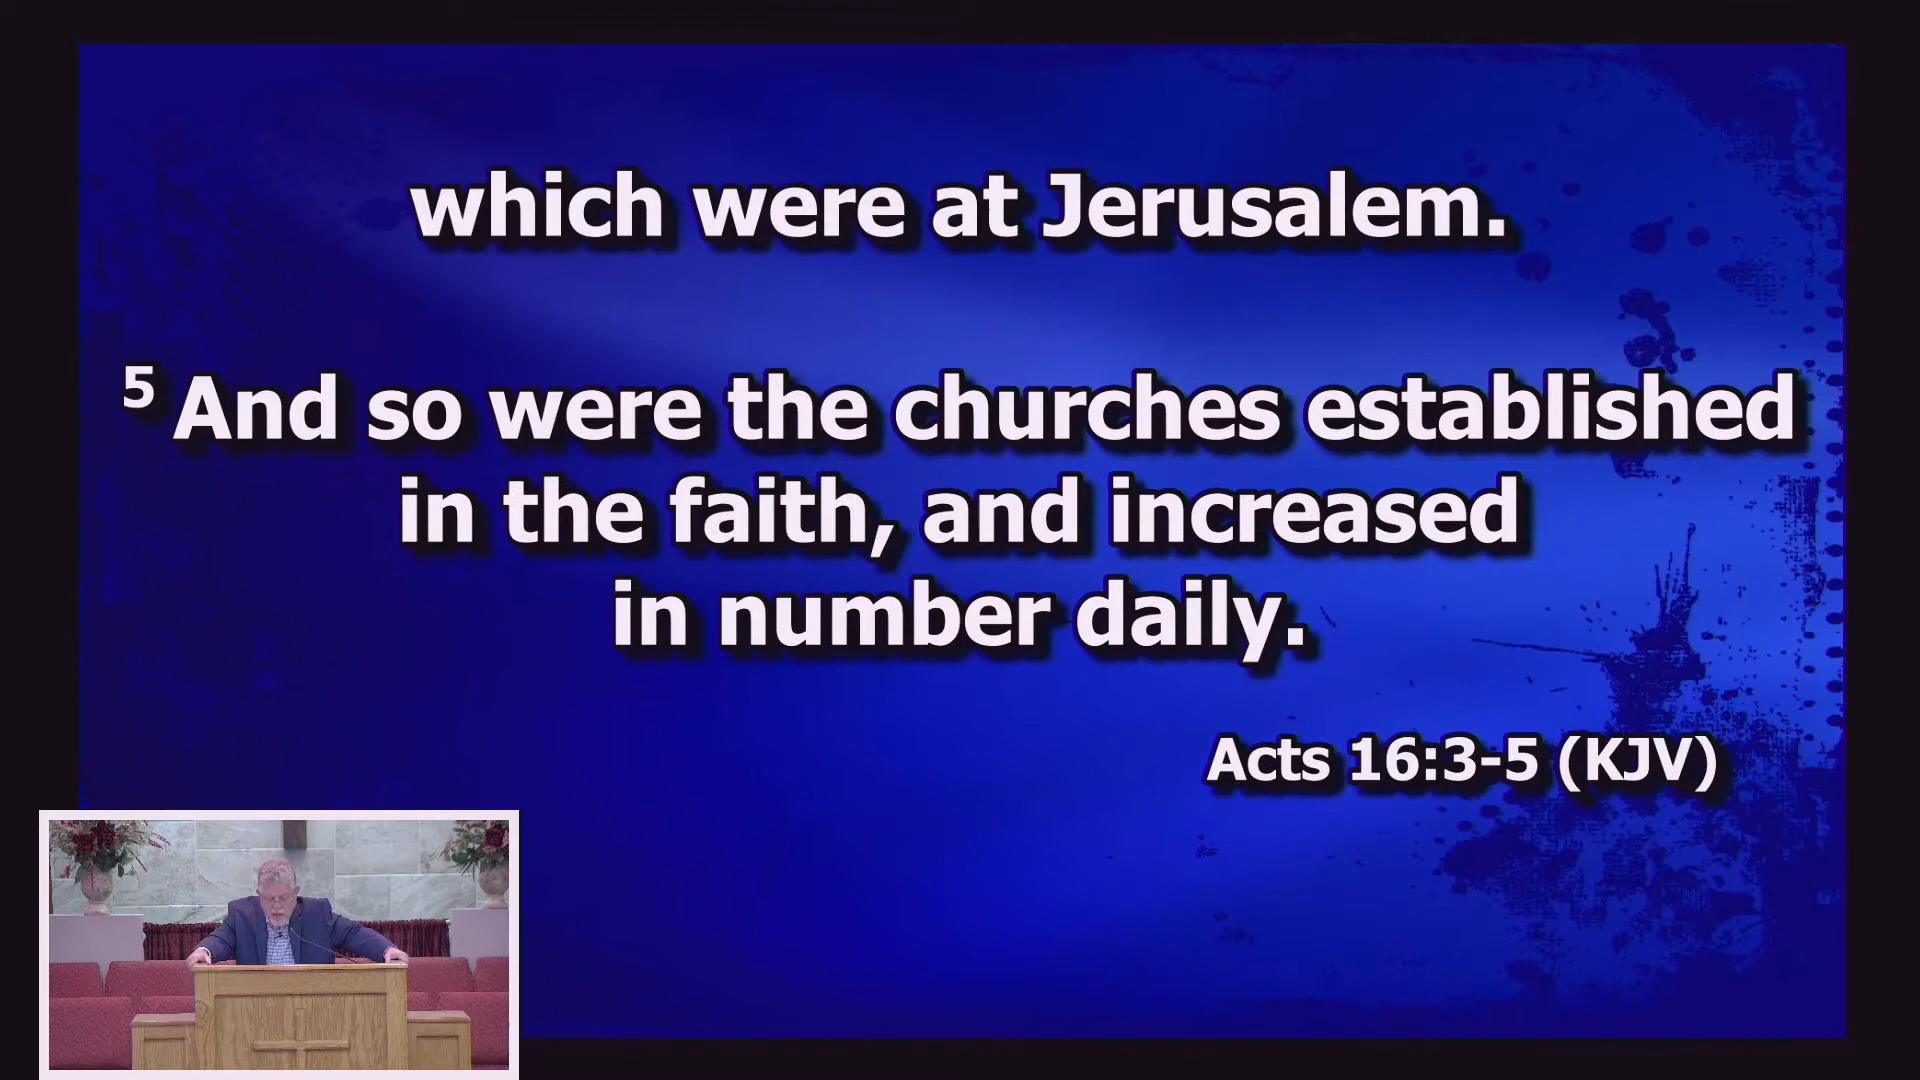 which were at Jerusalem.
5 And so were the churches established
in the faith, and increased
in number daily.
Acts 16:3-5 (KJV)